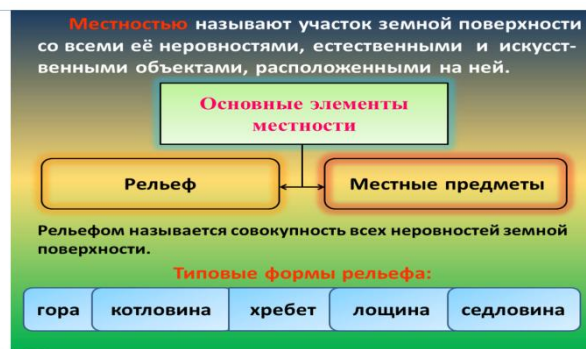 Местностью называют участок земной поверхности
со всеми её неровностями, естественными и искусст-
венными объектами, расположенными на ней.
Основные элементы
местности
Рельеф
Местные предметы
Рельефом называется совокупность всех неровностей земной
поверхности.
Типовые формы рельефа:
гора котловина хребет лощина седловина